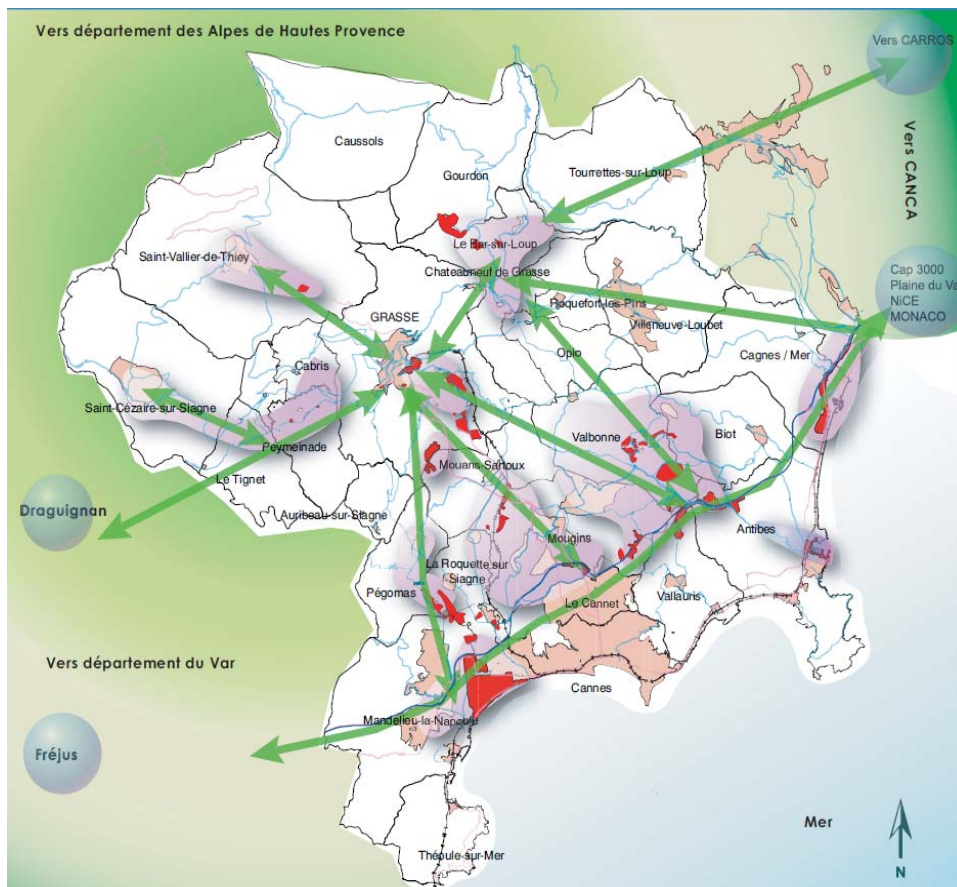 Vers département des Alpes de Hautes Provence
Vers CARROS
Vers CANCA
Caussols
Gourdon
Tourrettes-sur-Loup
Le Bar-sur-Loup
Saint-Vallier-de-Thiey
Chateauneuf de Grasse
Cap 3000
Plaine du Va
NiCE
MONACO
Roquefort-les-Pins
GRASSE
Villeneuve-Loubet
Opio
Cagnes / Mer
Cabris
Saint-Cézaire-sur-Siagne
Valbonne
Biot
Peymeinade
Mouans-Sartoux
Le Tignet
Draguignan
Auribeau-sur-Siagne
Antibes
Mougins
La Roquette sur
Siagne
Pégomas
Vallauris
Le Cannet
Vers département du Var
Cannes
Mandelieu-la-Napoule
Fréjus
Mer
Thépule-sur-Mer
N